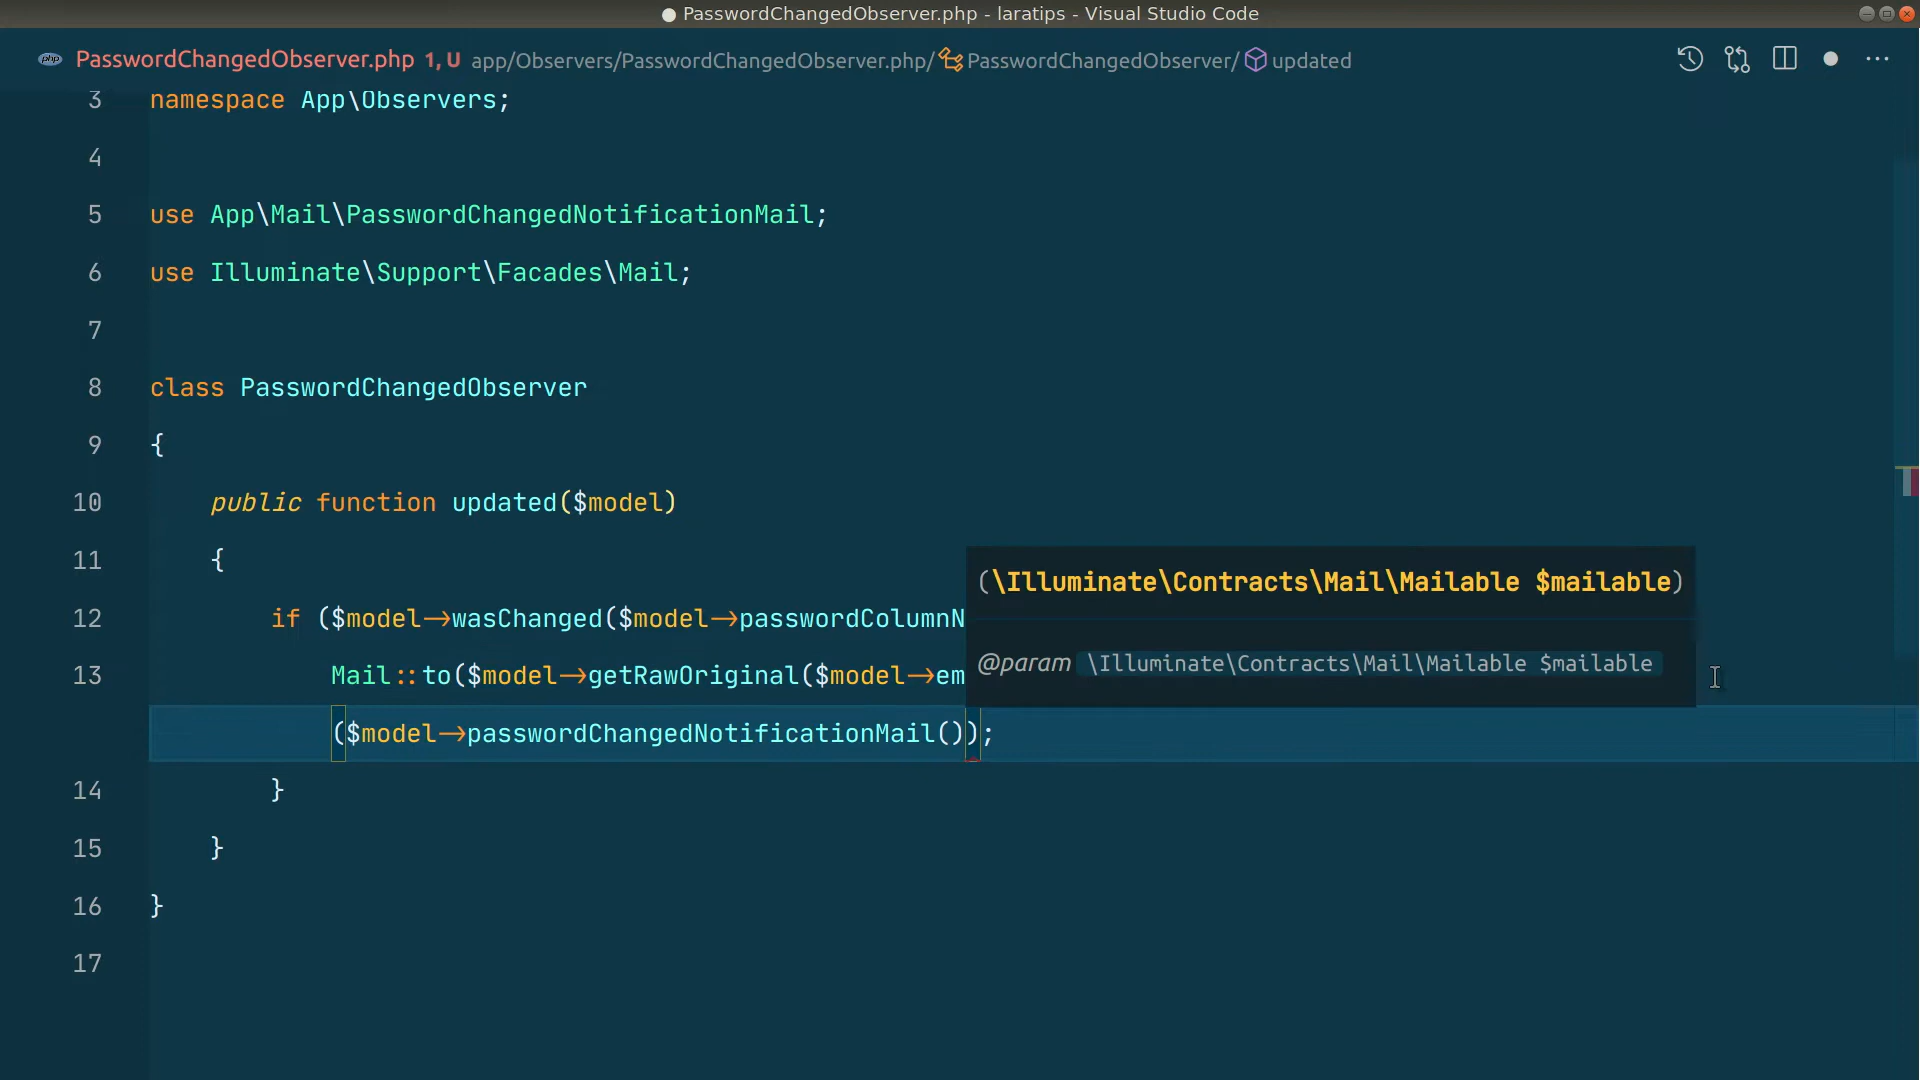 PasswordChangedObserver.php - laratips - Visual Studio Code
php PasswordChangedObserver.php 1, U app/Observers/PasswordChangedObserver.php/ PasswordChangedObserver/ updated
3 namespace App\Observers;
4
5 use App\Mail\PasswordChangedNotificationMail;
6 use Illuminate\Support\Facades\Mail;
7
8 class PasswordChangedObserver
9 {
10 public function updated($model)
11 {
(\Illuminate\Contracts\Mail\Mailable $mailable)
12 if ($model->wasChanged($model->passwordColumnN
@param \Illuminate\Contracts\Mail\Mailable $mailable
13 Mail::to($model->getRawOriginal($model->em
($model->passwordChangedNotificationMail());
14 }
15 }
16 }
17